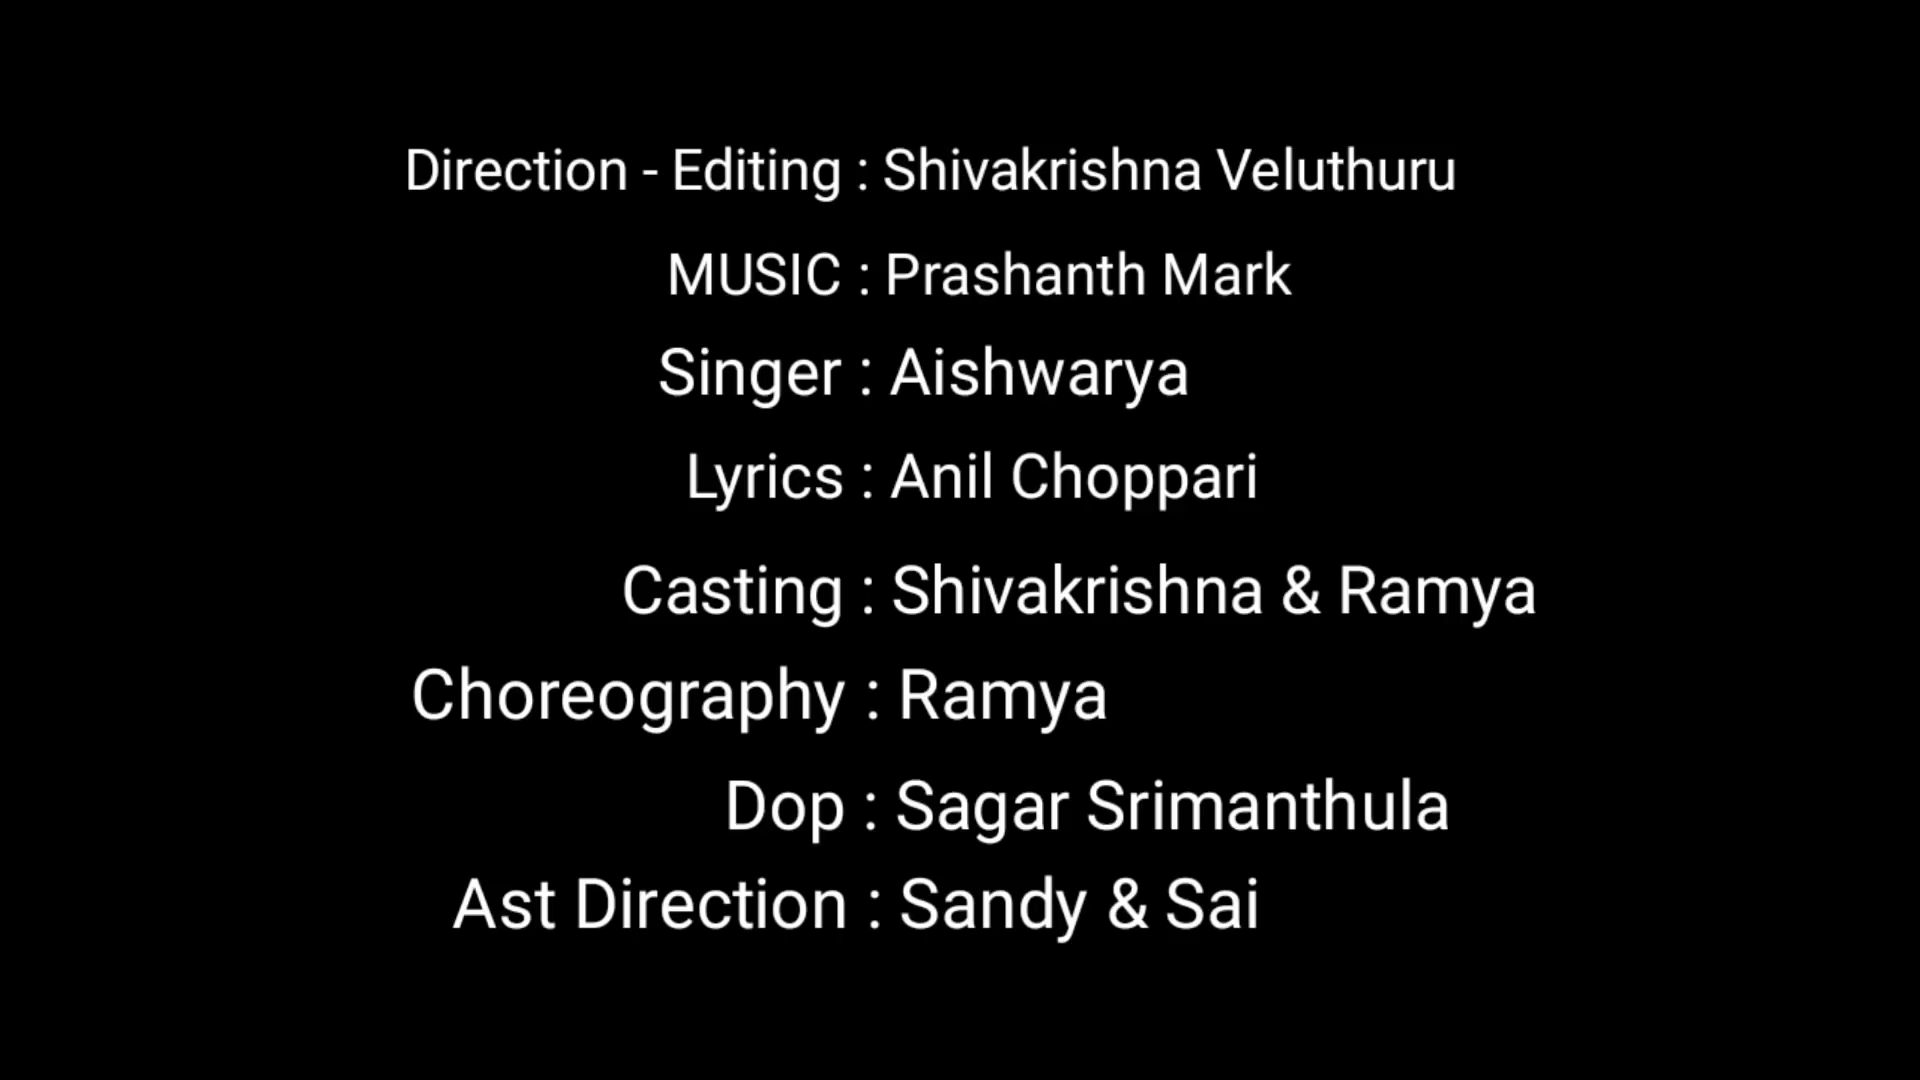 Direction - Editing : Shivakrishna Veluthuru
MUSIC : Prashanth Mark
Singer : Aishwarya
Lyrics : Anil Choppari
Casting : Shivakrishna & Ramya
Choreography : Ramya
Dop : Sagar Srimanthula
Ast Direction : Sandy & Sai